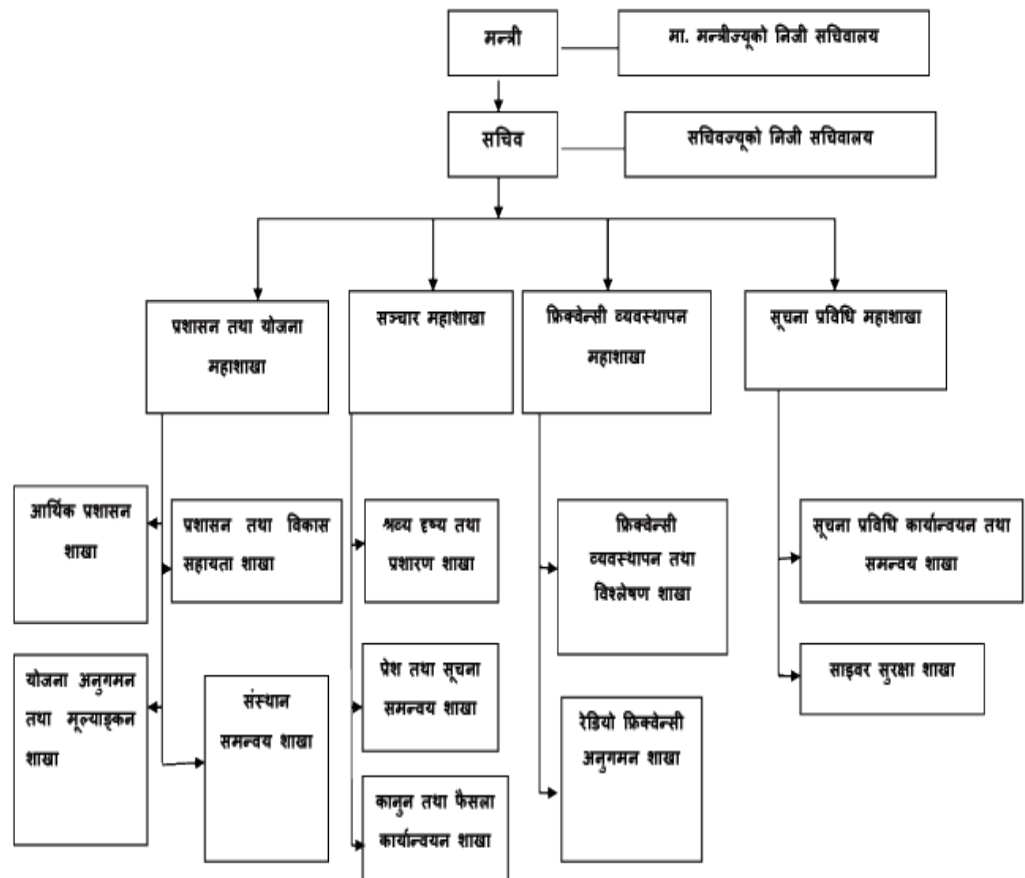 मन्त्री
मा. मन्त्रीज्यूको निजी सचिवालय
सचिव
सचिवज्यूको निजी सचिवालय
प्रशासन तथा योजना
महाशाखा
सञ्चार महाशाखा
फ्रिक्वेन्सी व्यवस्थापन
महाशाखा
सूचना प्रविधि महाशाखा
आर्थिक प्रशासन
शाखा
प्रशासन तथा विकास
सहायता शाखा
श्रव्य दृष्य तथा
प्रशारण शाखा
फ्रिक्वेन्सी
व्यवस्थापन तथा
विश्लेषण शाखा
सूचना प्रविधि कार्यान्वयन तथा
समन्वय शाखा
योजना अनुगमन
तथा मूल्याङ्कन
शाखा
संस्थान
समन्वय शाखा
प्रेश तथा सूचना
समन्वय शाखा
रेडियो फ्रिक्वेन्सी
अनुगमन शाखा
साइवर सुरक्षा शाखा
कानुन तथा फैसला
कार्यान्वयन शाखा